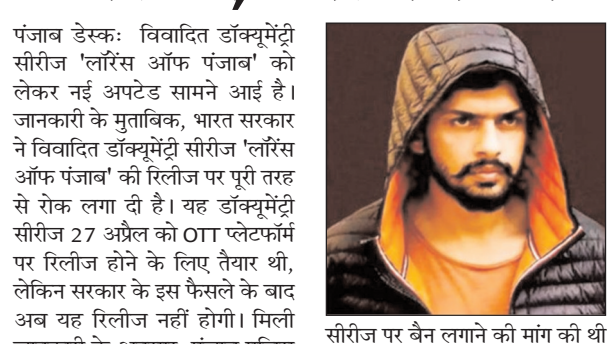 पंजाब डेस्कः विवादित डॉक्यूमेंट्री
सीरीज 'लॉरेंस ऑफ पंजाब' को
लेकर नई अपटेड सामने आई है।
जानकारी के मुताबिक, भारत सरकार
ने विवादित डॉक्यूमेंट्री सीरीज 'लॉरेंस
ऑफ पंजाब' की रिलीज पर पूरी तरह
से रोक लगा दी है। यह डॉक्यूमेंट्री
सीरीज 27 अप्रैल को OTT प्लेटफॉर्म
पर रिलीज होने के लिए तैयार थी,
लेकिन सरकार के इस फैसले के बाद
अब यह रिलीज नहीं होगी। मिली
सीरीज पर बैन लगाने की मांग की थी